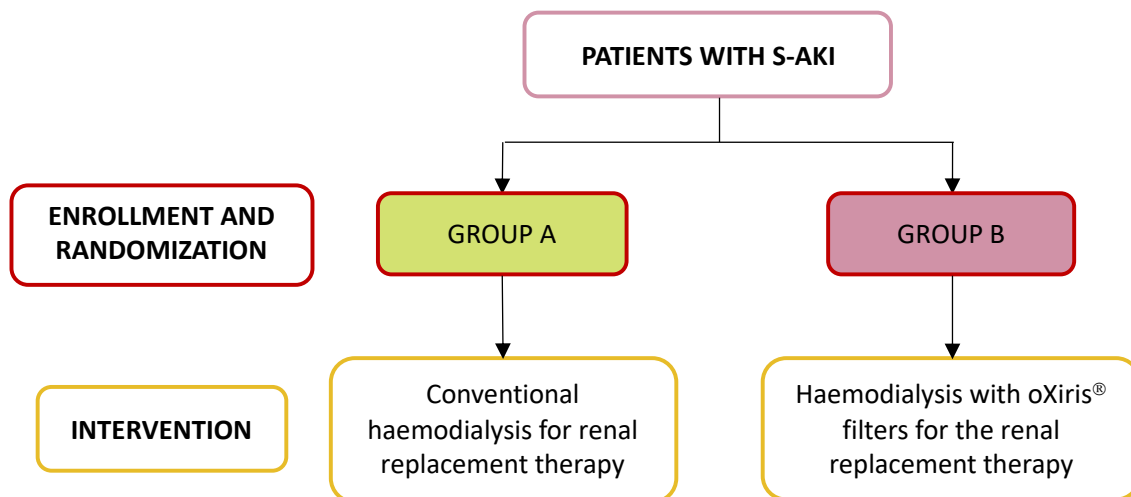 PATIENTS WITH S-AKI
ENROLLMENT AND
RANDOMIZATION
GROUP A
GROUP B
INTERVENTION
Conventional
haemodialysis for renal
replacement therapy
Haemodialysis with oXiris®
filters for the renal
replacement therapy